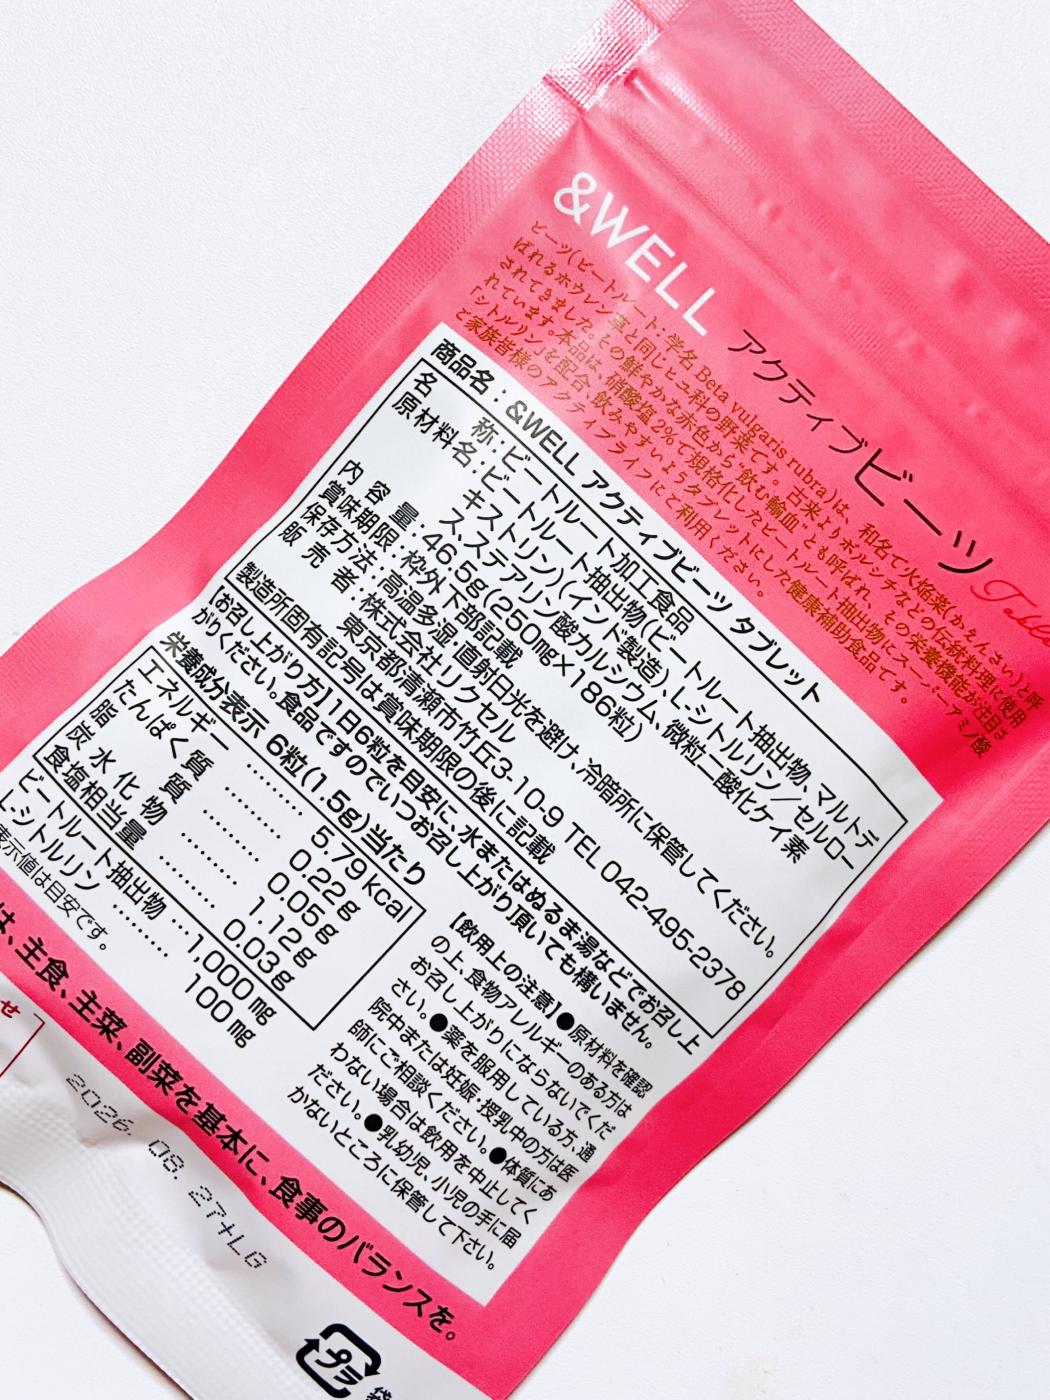 &WELL アクティブビーツ
ビーツ(ビートルート:学名 Beta vulgaris rubra)は、和名で火焔菜(かえんさい)と呼
ばれるホウレン草と同じヒユ科の野菜です。古来よりボルシチなどの伝統料理に使用
されてきました。その鮮やかな赤色から“飲む輸血”とも呼ばれ、その栄養機能が注目さ
れています。本品は、硝酸塩2%で規格化したビートルート抽出物にスーパーアミノ酸
「シトルリン」を配合、飲みやすいようタブレットにした健康補助食品です。
ご家族皆様のアクティブライフにご利用ください。
商品名:&WELL アクティブビーツ タブレット
名 称:ビートルート加工食品
原材料名:ビートルート抽出物(ビートルート抽出物、マルトデ
キストリン)(インド製造)、L-シトルリン/セルロー
ス、ステアリン酸カルシウム、微粒二酸化ケイ素
内 容 量:46.5g(250mg×186粒)
賞味期限:枠外下部記載
保存方法:高温多湿、直射日光を避け、冷暗所に保管してください。
販 売 者:株式会社リクセル
東京都清瀬市竹丘3-10-9 TEL 042-495-2378
製造所固有記号は賞味期限の後に記載
【お召し上がり方】1日6粒を目安に、水またはぬるま湯などでお召し上
がりください。食品ですのでいつお召し上がり頂いても構いません。
栄養成分表示 6粒(1.5g)当たり
エネルギー ………… 5.79kcal
たんぱく質 ………… 0.22g
脂 質 ………… 0.05g
炭 水 化 物 ………… 1.12g
食塩相当量 ………… 0.03g
ビートルート抽出物 …1,000mg
L-シトルリン ………… 100mg
表示値は目安です。
【飲用上の注意】●原材料を確認
の上、食物アレルギーのある方は
お召し上がりにならないでくだ
さい。●薬を服用している方、通
院中または妊娠・授乳中の方は医
師にご相談ください。●体質にあ
わない場合は飲用を中止してく
ださい。●乳幼児、小児の手に届
かないところに保管して下さい。
は、主食、主菜、副菜を基本に、食事のバランスを。
せ
2026.08.27+LG
プラ
袋